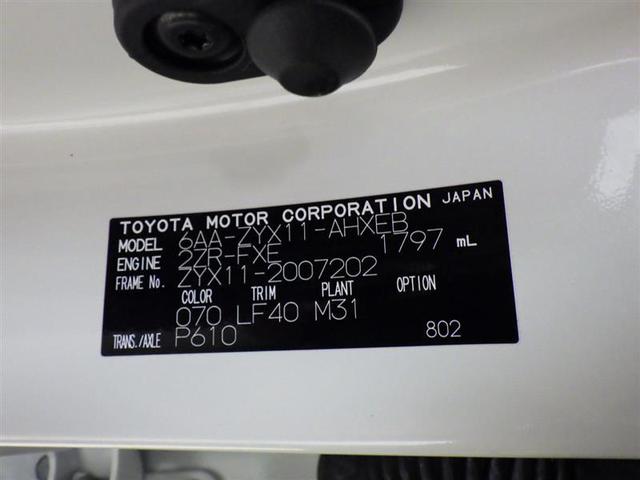 TOYOTA MOTOR CORPORATION JAPAN
MODEL 6AA-ZYX11-AHXEB
ENGINE 2ZR-FXE 1797 mL
FRAME No. ZYX11-2007202
COLOR TRIM PLANT OPTION
070 LF40 M31
TRANS./AXLE P610 802